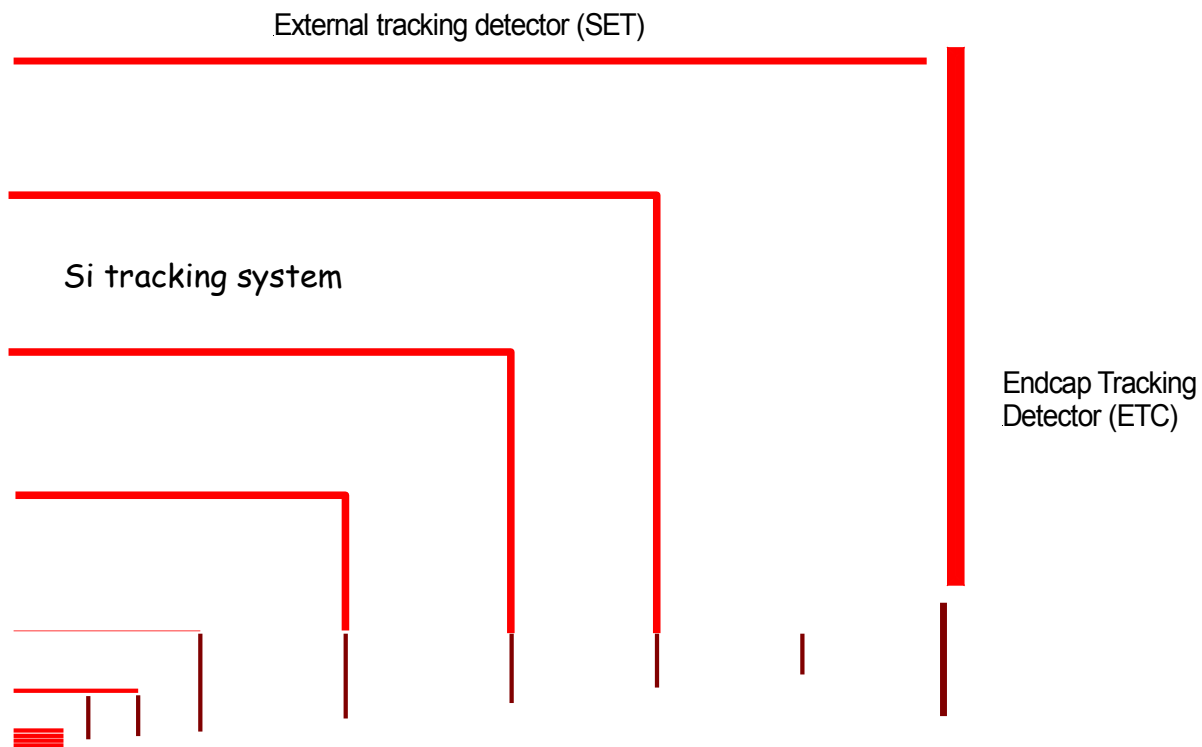 External tracking detector (SET)
Si tracking system
Endcap Tracking
Detector (ETC)